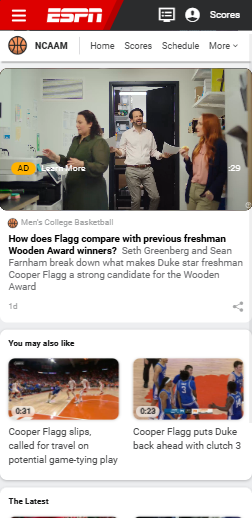 ESPN
Scores
NCAAM
Home Scores Schedule More
AD Learn More :29
Men's College Basketball
How does Flagg compare with previous freshman
Wooden Award winners? Seth Greenberg and Sean
Farnham break down what makes Duke star freshman
Cooper Flagg a strong candidate for the Wooden
Award
1d
You may also like
0:31
0:23
Cooper Flagg slips,
called for travel on
potential game-tying play
Cooper Flagg puts Duke
back ahead with clutch 3
The Latest